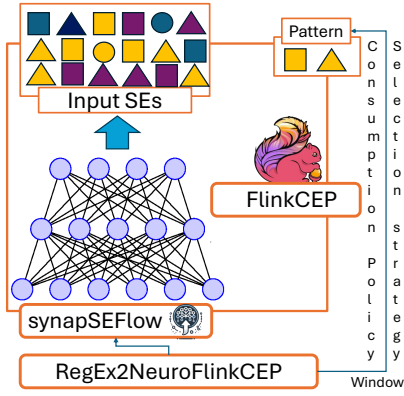 Pattern
Input SEs
FlinkCEP
synapSEFlow
RegEx2NeuroFlinkCEP
Consumption Policy
Selection strategy
Window